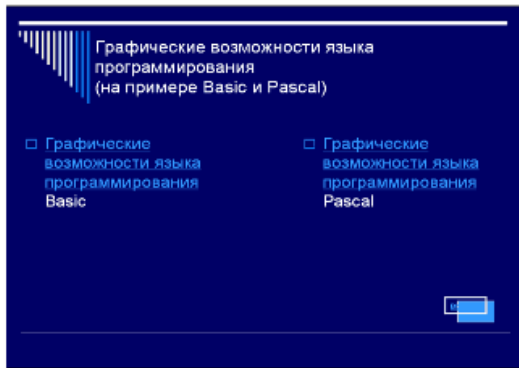 Графические возможности языка
программирования
(на примере Basic и Pascal)
Графические
возможности языка
программирования
Basic
Графические
возможности языка
программирования
Pascal